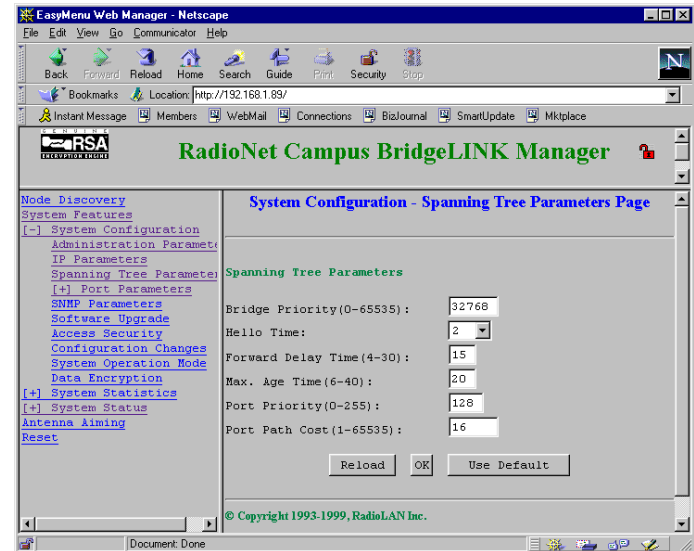 EasyMenu Web Manager - Netscape
File Edit View Go Communicator Help
Back Forward Reload Home Search Guide Print Security Stop
N
Bookmarks Location: http://192.168.1.89/
Instant Message Members WebMail Connections BizJournal SmartUpdate Mktplace
GENUINE
RSA
ENCRYPTION ENGINE
RadioNet Campus BridgeLINK Manager
Node Discovery
System Features
[-] System Configuration
Administration Paramete
IP Parameters
Spanning Tree Parameter
[+] Port Parameters
SNMP Parameters
Software Upgrade
Access Security
Configuration Changes
System Operation Mode
Data Encryption
[+] System Statistics
[+] System Status
Antenna Aiming
Reset
System Configuration - Spanning Tree Parameters Page
Spanning Tree Parameters
Bridge Priority(0-65535): 32768
Hello Time: 2
Forward Delay Time(4-30): 15
Max. Age Time(6-40): 20
Port Priority(0-255): 128
Port Path Cost(1-65535): 16
Reload OK Use Default
© Copyright 1993-1999, RadioLAN Inc.
Document: Done